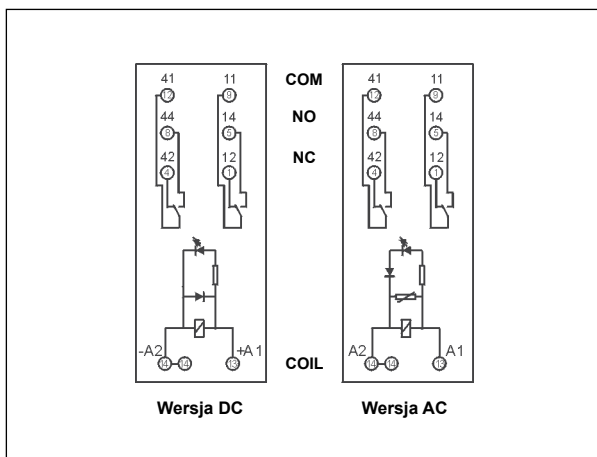 41 11 COM 41 11
12 9 12 9
44 14 NO 44 14
8 5 8 5
42 12 NC 42 12
4 1 4 1
-A2 +A1 COIL A2 A1
14 14 13 14 14 13
Wersja DC Wersja AC